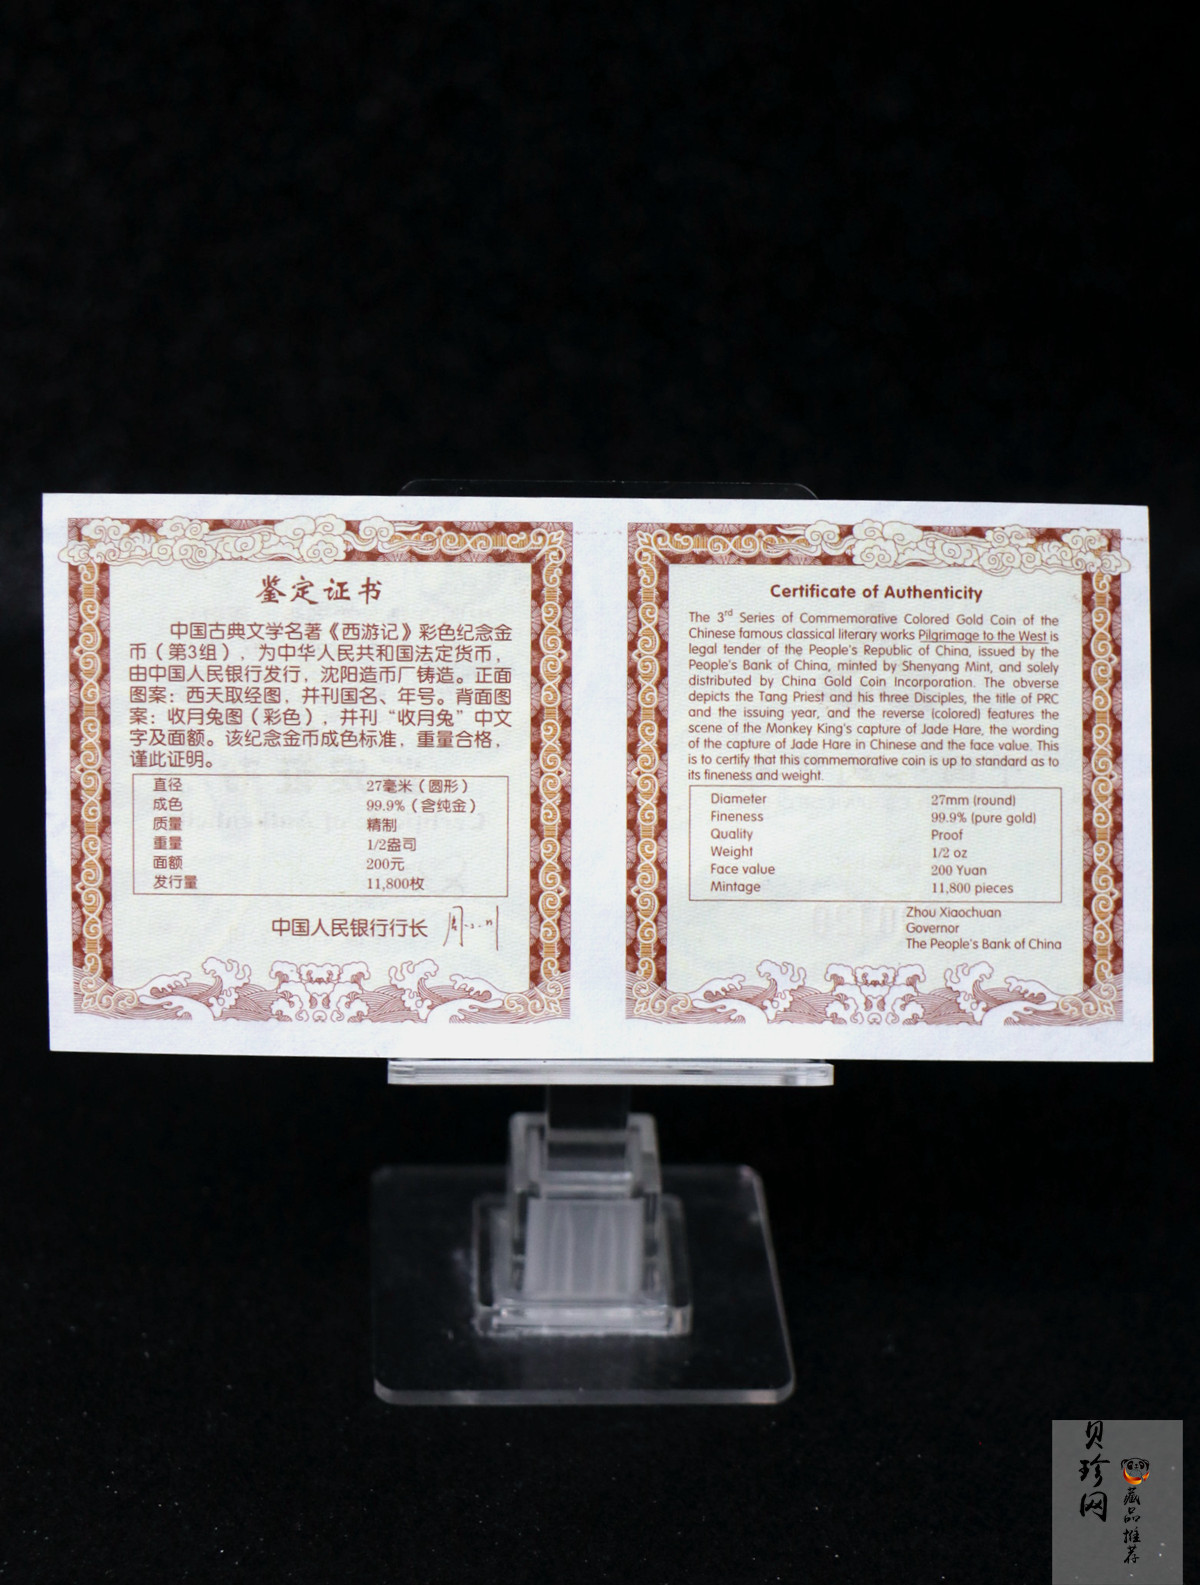 鉴定证书
中国古典文学名著《西游记》彩色纪念金
币（第3组），为中华人民共和国法定货币，
由中国人民银行发行，沈阳造币厂铸造。正面
图案：西天取经图，并刊国名、年号。背面图
案：收月兔图（彩色），并刊“收月兔”中文
字及面额。该纪念金币成色标准，重量合格，
谨此证明。
直径 27毫米（圆形）
成色 99.9%（含纯金）
质量 精制
重量 1/2盎司
面额 200元
发行量 11,800枚
中国人民银行行长
Certificate of Authenticity
The 3rd Series of Commemorative Colored Gold Coin of the
Chinese famous classical literary works Pilgrimage to the West is
legal tender of the People's Republic of China, issued by the
People's Bank of China, minted by Shenyang Mint, and solely
distributed by China Gold Coin Incorporation. The obverse
depicts the Tang Priest and his three Disciples, the title of PRC
and the issuing year, and the reverse (colored) features the
scene of the Monkey King's capture of Jade Hare, the wording
of the capture of Jade Hare in Chinese and the face value. This
is to certify that this commemorative coin is up to standard as to
its fineness and weight.
Diameter 27mm (round)
Fineness 99.9% (pure gold)
Quality Proof
Weight 1/2 oz
Face value 200 Yuan
Mintage 11,800 pieces
Zhou Xiaochuan
Governor
The People's Bank of China
贝珍网
藏品推荐